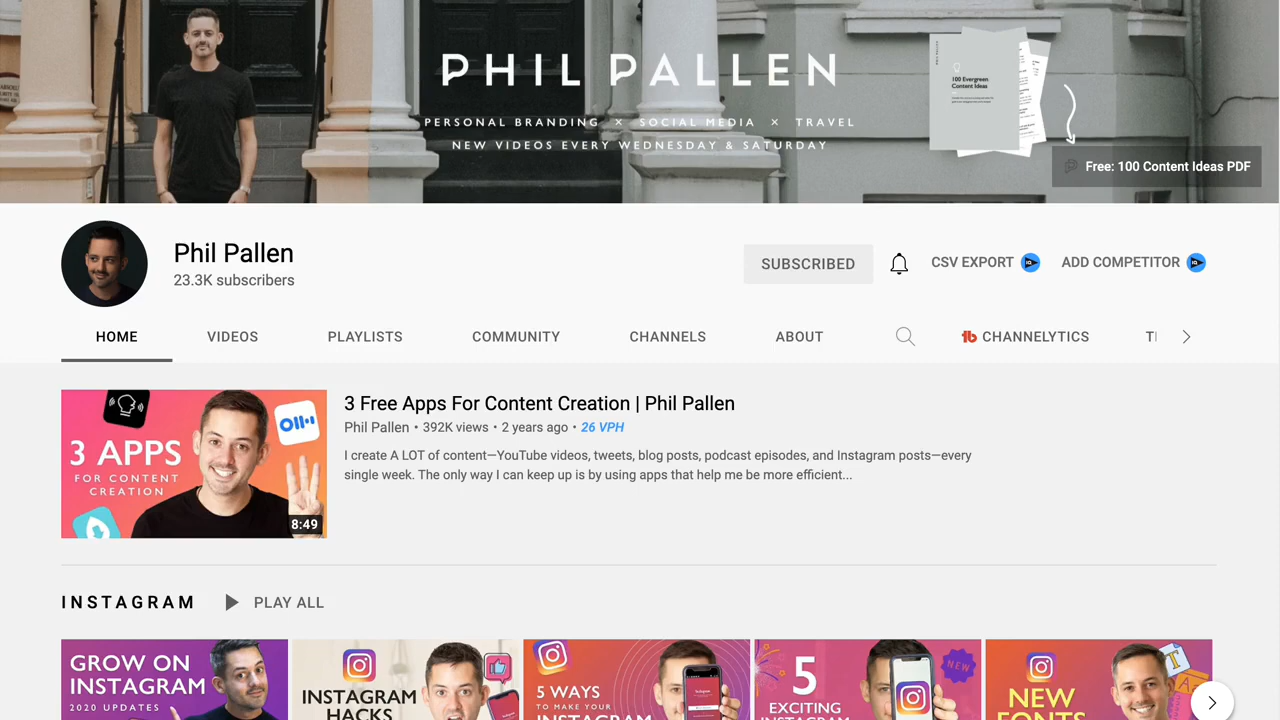 PHIL PALLEN
PERSONAL BRANDING × SOCIAL MEDIA × TRAVEL
NEW VIDEOS EVERY WEDNESDAY & SATURDAY
100 Evergreen
Content Ideas
Free: 100 Content Ideas PDF
Phil Pallen
23.3K subscribers
SUBSCRIBED
CSV EXPORT
ADD COMPETITOR
HOME VIDEOS PLAYLISTS COMMUNITY CHANNELS ABOUT CHANNELYTICS
3 APPS
FOR CONTENT
CREATION
8:49
3 Free Apps For Content Creation | Phil Pallen
Phil Pallen • 392K views • 2 years ago • 26 VPH
I create A LOT of content—YouTube videos, tweets, blog posts, podcast episodes, and Instagram posts—every
single week. The only way I can keep up is by using apps that help me be more efficient...
INSTAGRAM PLAY ALL
GROW ON
INSTAGRAM
2020 UPDATES
INSTAGRAM
HACKS
5 WAYS
TO MAKE YOUR
INSTAGRAM
5
EXCITING
INSTAGRAM
NEW
NEW
FONTS